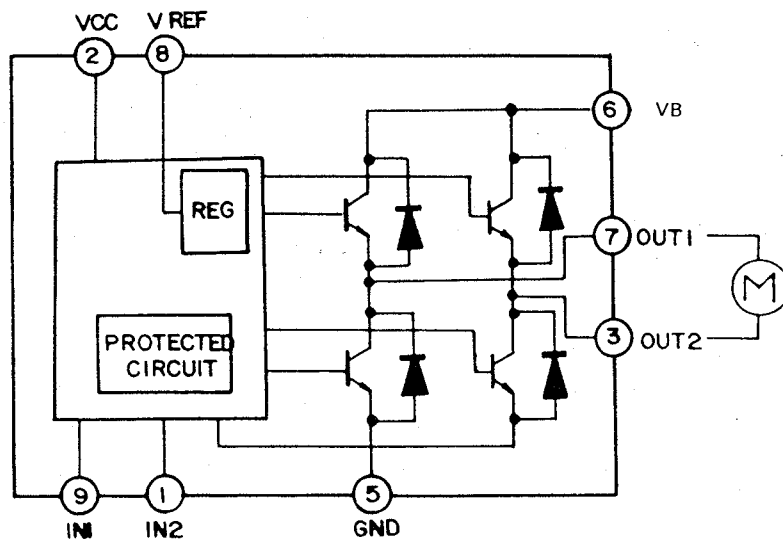 VCC
V REF
2
8
6
VB
REG
7
OUT1
M
PROTECTED
CIRCUIT
3
OUT2
9
1
5
IN1
IN2
GND